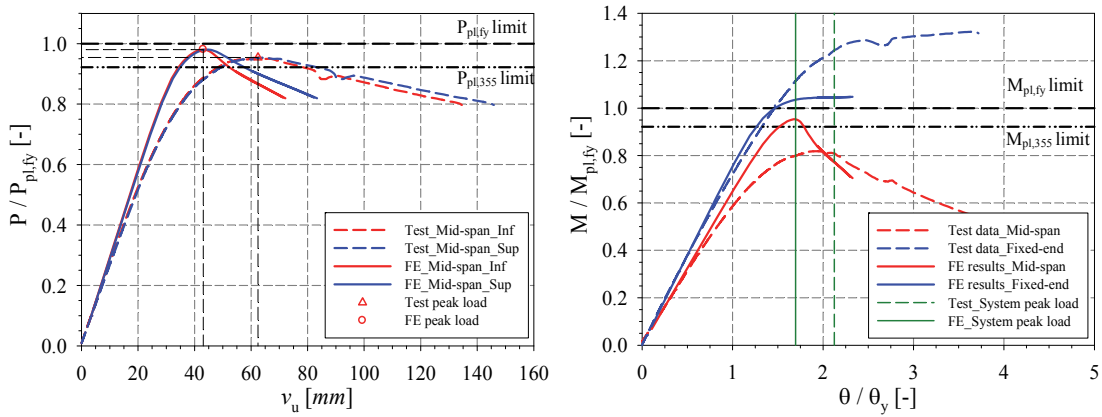 P / P_pl,fy [-]
1.0
0.8
0.6
0.4
0.2
0.0
P_pl,fy limit
P_pl,355 limit
Test_Mid-span_Inf
Test_Mid-span_Sup
FE_Mid-span_Inf
FE_Mid-span_Sup
Test peak load
FE peak load
0 20 40 60 80 100 120 140 160
v_u [mm]
M / M_pl,fy [-]
1.4
1.2
1.0
0.8
0.6
0.4
0.2
0.0
M_pl,fy limit
M_pl,355 limit
Test data_Mid-span
Test data_Fixed-end
FE results_Mid-span
FE results_Fixed-end
Test_System peak load
FE_System peak load
0 1 2 3 4 5
θ / θ_y [-]